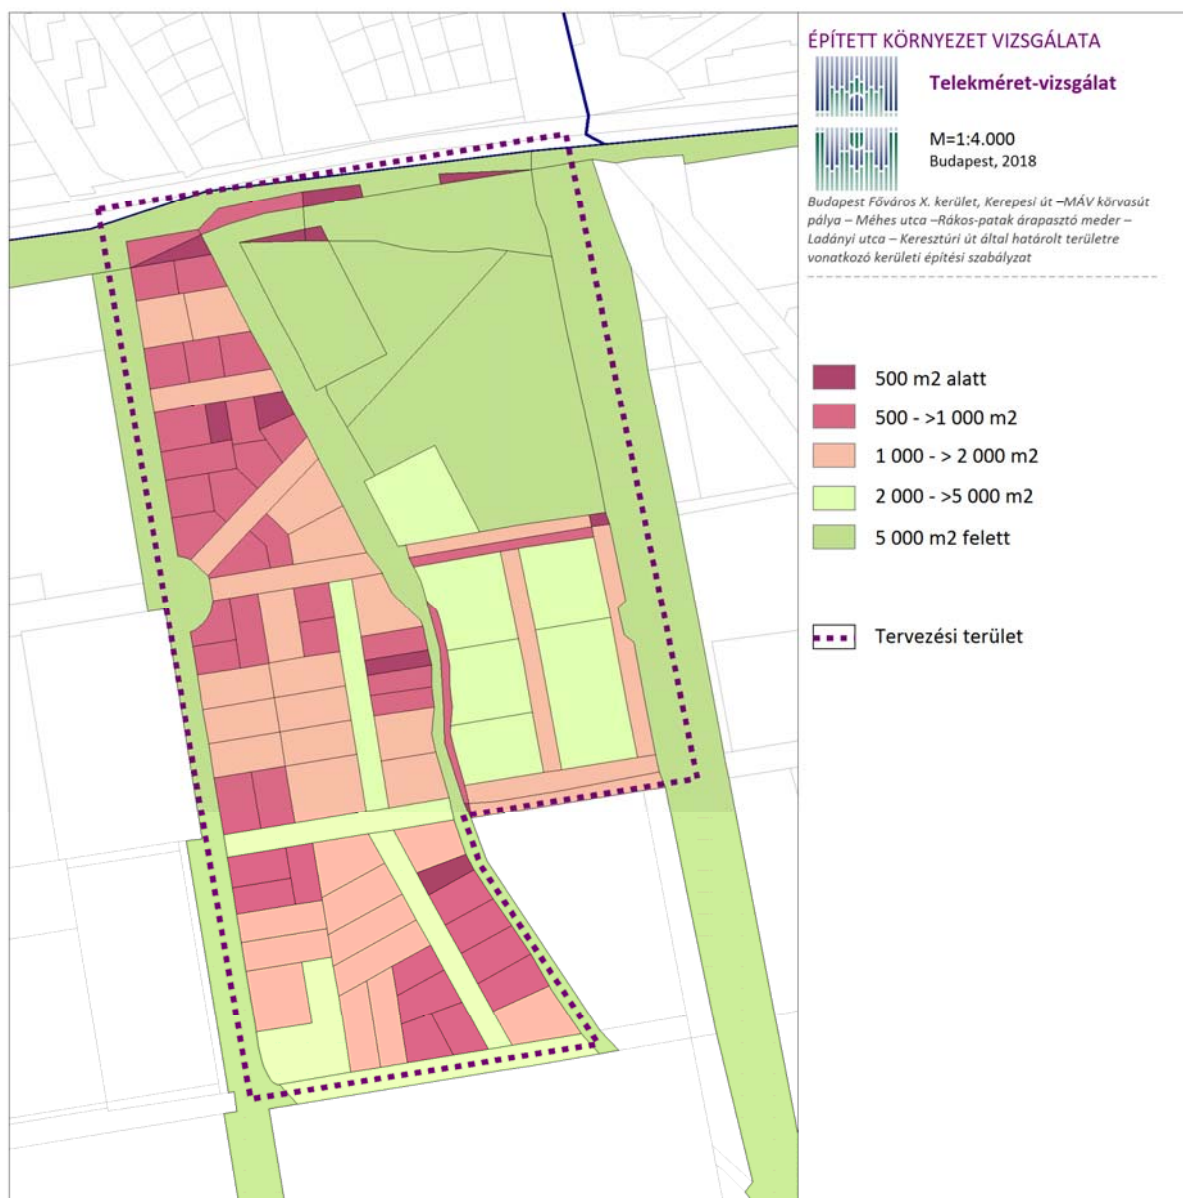 ÉPÍTETT KÖRNYEZET VIZSGÁLATA
Telekméret-vizsgálat
M=1:4.000
Budapest, 2018
Budapest Főváros X. kerület, Kerepesi út –MÁV körvasút
pálya – Méhes utca –Rákos-patak árapasztó meder –
Ladányi utca – Keresztúri út által határolt területre
vonatkozó kerületi építési szabályzat
500 m2 alatt
500 - >1 000 m2
1 000 - > 2 000 m2
2 000 - >5 000 m2
5 000 m2 felett
Tervezési terület